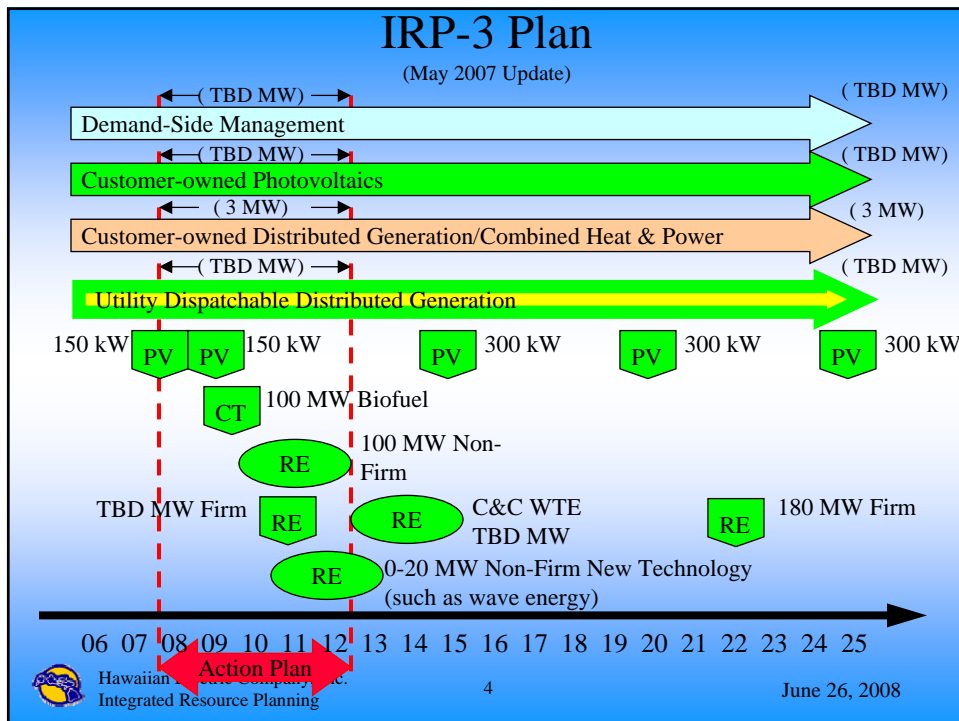 IRP-3 Plan
(May 2007 Update)
( TBD MW)
( TBD MW)
Demand-Side Management
( TBD MW)
( TBD MW)
Customer-owned Photovoltaics
( 3 MW)
( 3 MW)
Customer-owned Distributed Generation/Combined Heat & Power
( TBD MW)
( TBD MW)
Utility Dispatchable Distributed Generation
150 kW PV PV 150 kW PV 300 kW PV 300 kW PV 300 kW
CT 100 MW Biofuel
RE 100 MW Non-
Firm
TBD MW Firm RE RE C&C WTE
TBD MW
RE 180 MW Firm
RE 0-20 MW Non-Firm New Technology
(such as wave energy)
06 07 08 09 10 11 12 13 14 15 16 17 18 19 20 21 22 23 24 25
Action Plan
Hawaiian Electric Company, Inc.
Integrated Resource Planning
4
June 26, 2008